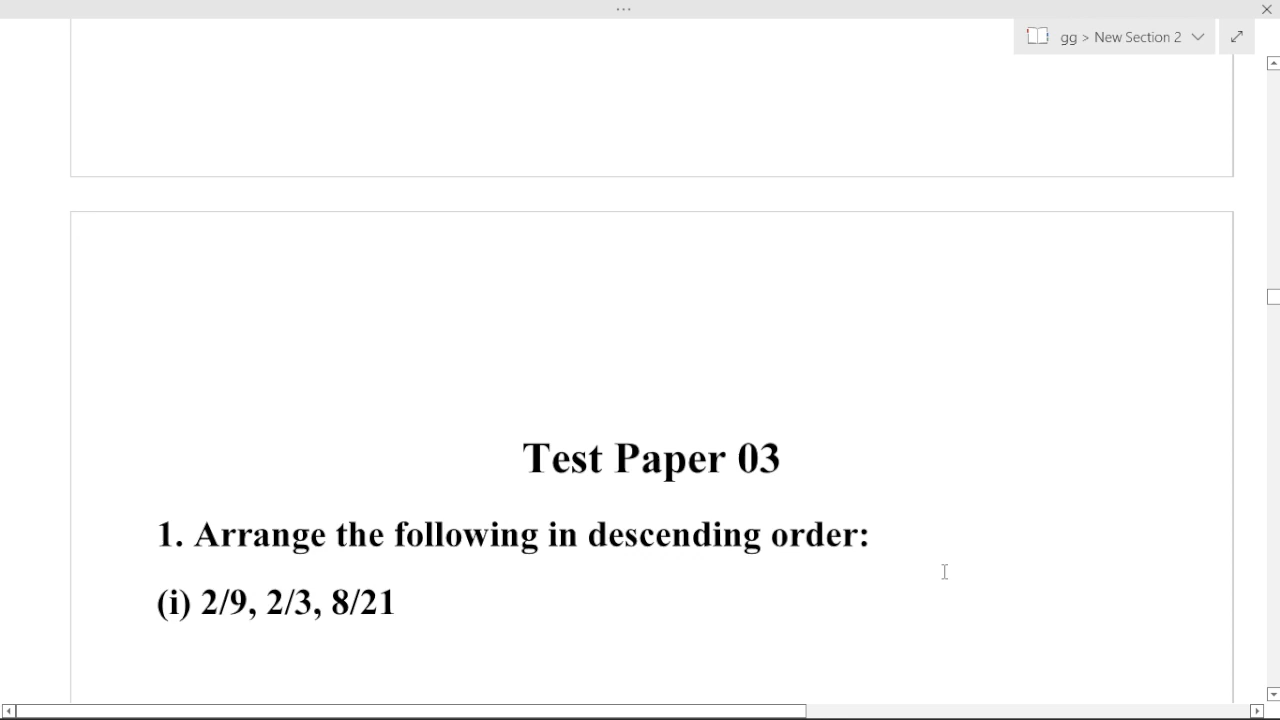 gg > New Section 2
Test Paper 03
1. Arrange the following in descending order:
(i) 2/9, 2/3, 8/21